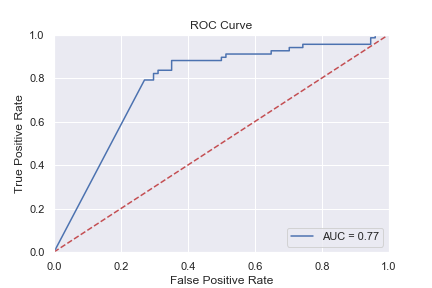 ROC Curve
1.0
0.8
0.6
0.4
0.2
0.0
True Positive Rate
AUC = 0.77
0.0 0.2 0.4 0.6 0.8 1.0
False Positive Rate